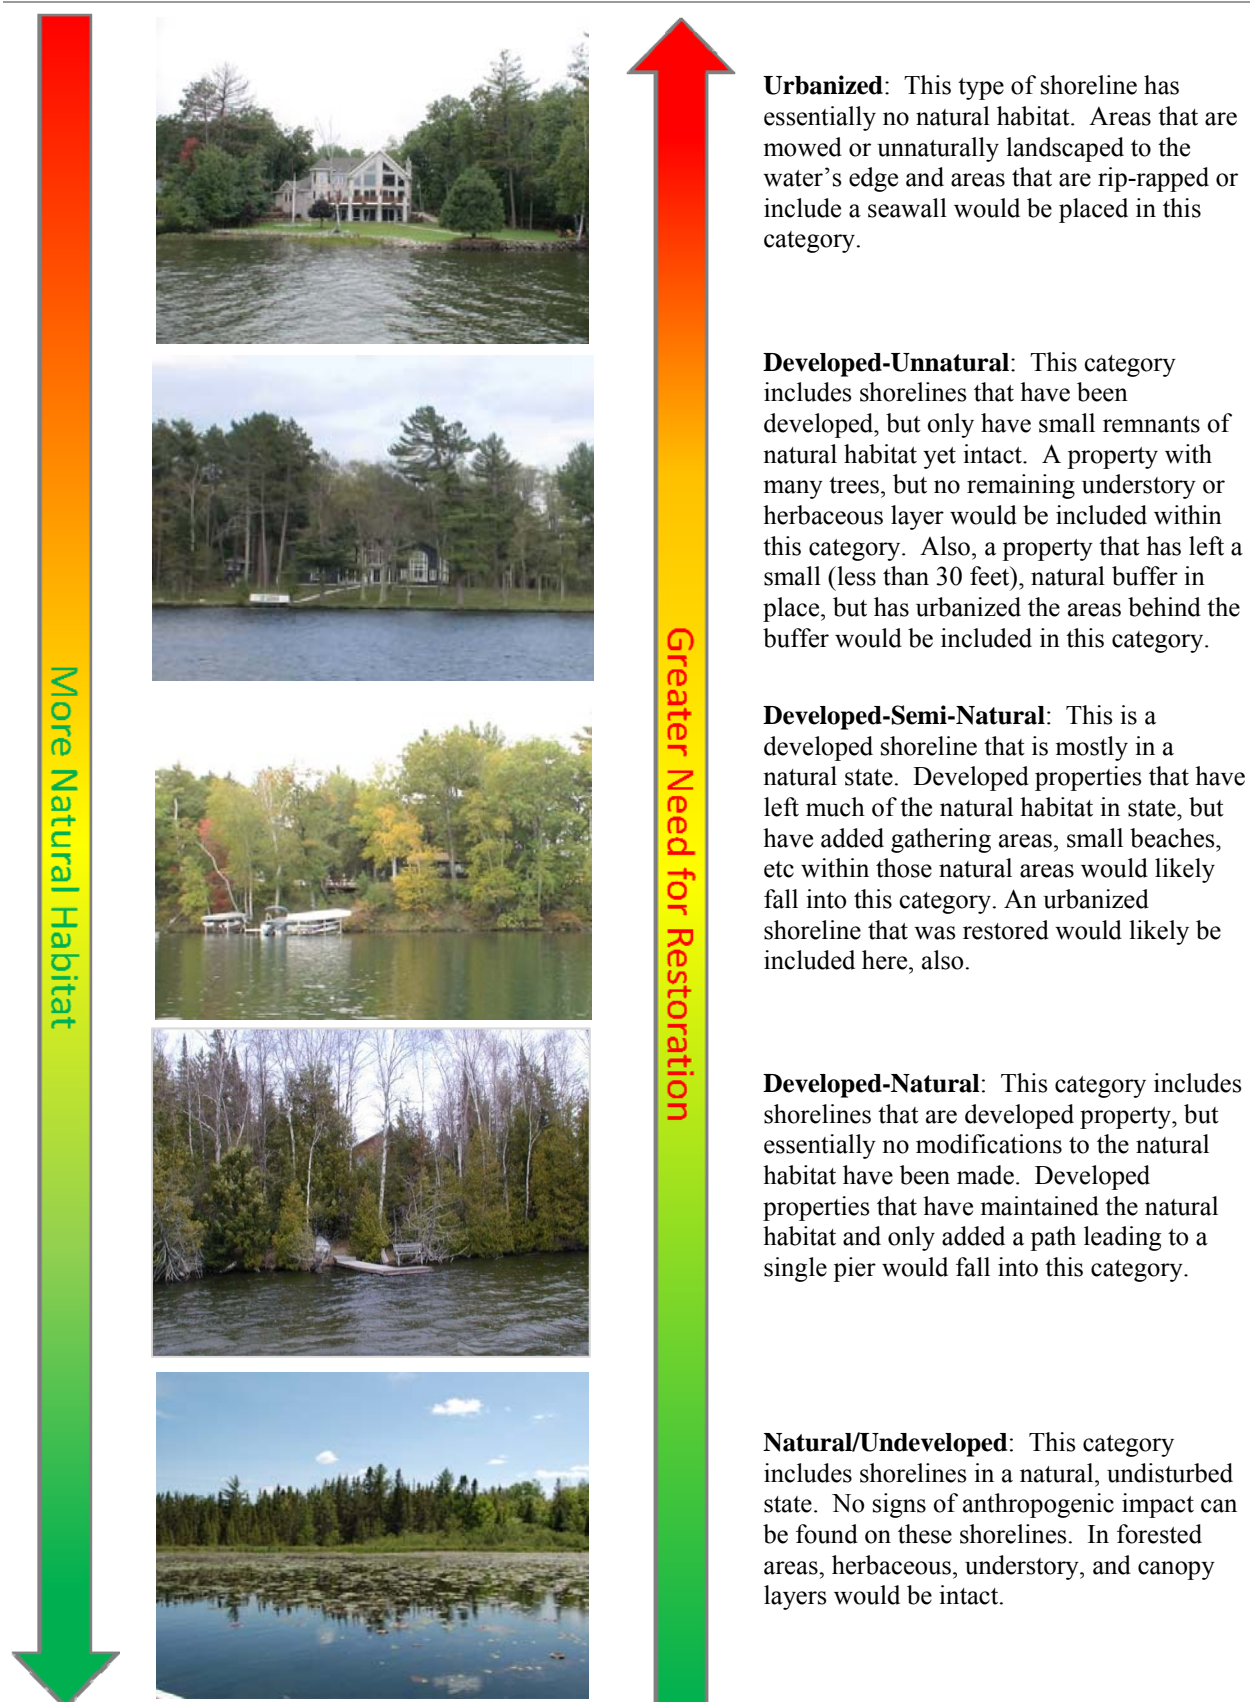 More Natural Habitat
Greater Need for Restoration
Urbanized:  This type of shoreline has
essentially no natural habitat.  Areas that are
mowed or unnaturally landscaped to the
water’s edge and areas that are rip-rapped or
include a seawall would be placed in this
category.
Developed-Unnatural:  This category
includes shorelines that have been
developed, but only have small remnants of
natural habitat yet intact.  A property with
many trees, but no remaining understory or
herbaceous layer would be included within
this category.  Also, a property that has left a
small (less than 30 feet), natural buffer in
place, but has urbanized the areas behind the
buffer would be included in this category.
Developed-Semi-Natural:  This is a
developed shoreline that is mostly in a
natural state.  Developed properties that have
left much of the natural habitat in state, but
have added gathering areas, small beaches,
etc within those natural areas would likely
fall into this category. An urbanized
shoreline that was restored would likely be
included here, also.
Developed-Natural:  This category includes
shorelines that are developed property, but
essentially no modifications to the natural
habitat have been made.  Developed
properties that have maintained the natural
habitat and only added a path leading to a
single pier would fall into this category.
Natural/Undeveloped:  This category
includes shorelines in a natural, undisturbed
state.  No signs of anthropogenic impact can
be found on these shorelines.  In forested
areas, herbaceous, understory, and canopy
layers would be intact.